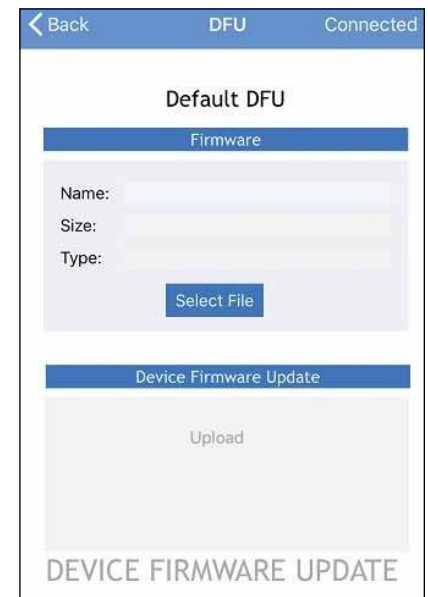 Back DFU Connected
Default DFU
Firmware
Name:
Size:
Type:
Select File
Device Firmware Update
Upload
DEVICE FIRMWARE UPDATE